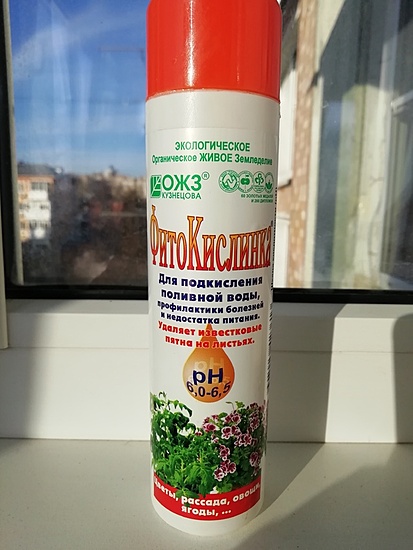 ЭКОЛОГИЧЕСКОЕ
Органическое ЖИВОЕ Земледелие
ОЖЗ®
КУЗНЕЦОВА
ФитоКислинка
Для подкисления
поливной воды,
профилактики болезней
и недостатка питания.
Удаляет известковые
пятна на листьях.
pH
6,0-6,5
Цветы, рассада, овощи,
ягоды, ...